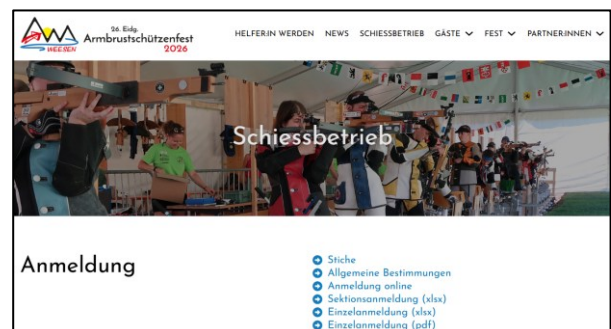 26. Eidg.
Armbrustschützenfest
2026
WEESEN
HELFER:IN WERDEN NEWS SCHIESSBETRIEB GÄSTE FEST PARTNER:INNEN
Schiessbetrieb
Anmeldung
Stiche
Allgemeine Bestimmungen
Anmeldung online
Sektionsanmeldung (xlsx)
Einzelanmeldung (xlsx)
Einzelanmeldung (pdf)